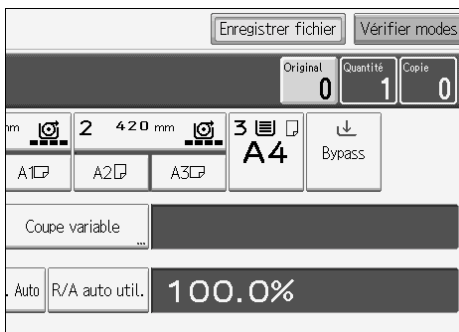 Enregistrer fichier Vérifier modes
Original Quantité Copie
0 1 0
mm 2 420 mm 3
A4 Bypass
A1 A2 A3
Coupe variable ...
. Auto R/A auto util. 100.0%